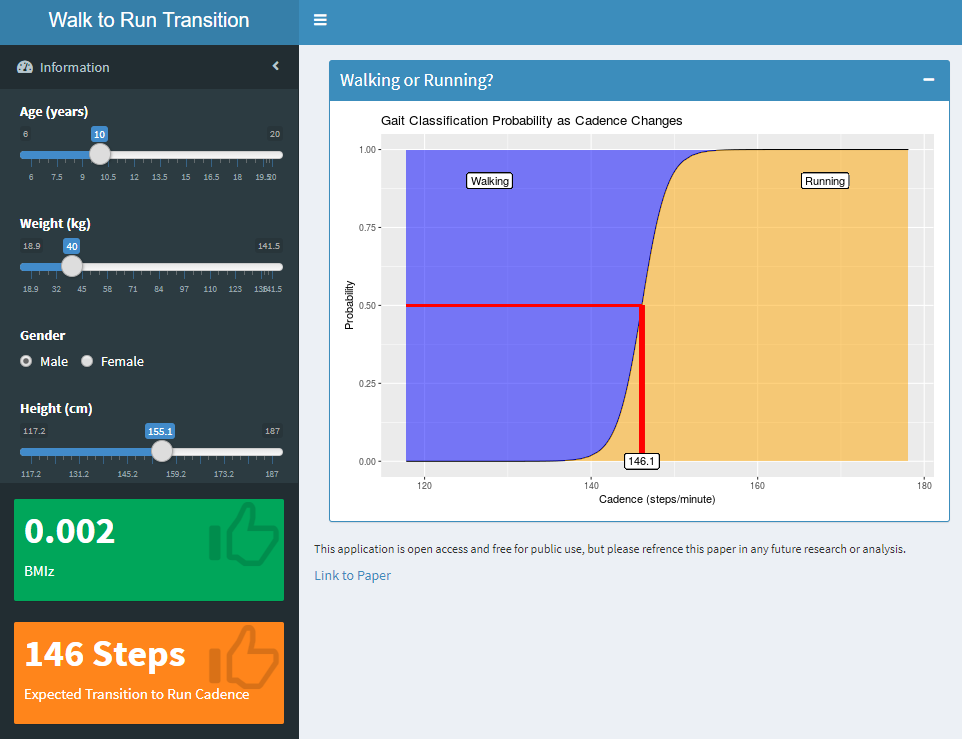 Walk to Run Transition
Information
Age (years)
6 10 20
6 7.5 9 10.5 12 13.5 15 16.5 18 19.5 20
Weight (kg)
18.9 40 141.5
18.9 32 45 58 71 84 97 110 123 136 141.5
Gender
Male Female
Height (cm)
117.2 155.1 187
117.2 131.2 145.2 159.2 173.2 187
0.002
BMIz
146 Steps
Expected Transition to Run Cadence
Walking or Running?
Gait Classification Probability as Cadence Changes
1.00
Walking Running
0.75
Probability
0.50
0.25
0.00
146.1
120 140 160 180
Cadence (steps/minute)
This application is open access and free for public use, but please refrence this paper in any future research or analysis.
Link to Paper